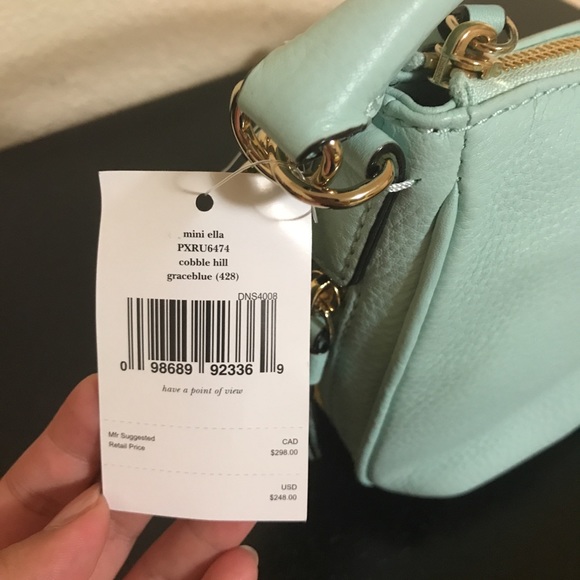 mini ella
PXRU6474
cobble hill
graceblue (428)
DNS4008
0 98689 92336 9
have a point of view
Mfr Suggested
Retail Price
CAD
$298.00
USD
$248.00